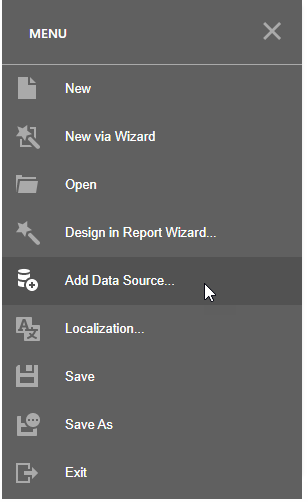 MENU
New
New via Wizard
Open
Design in Report Wizard...
Add Data Source...
Localization...
Save
Save As
Exit